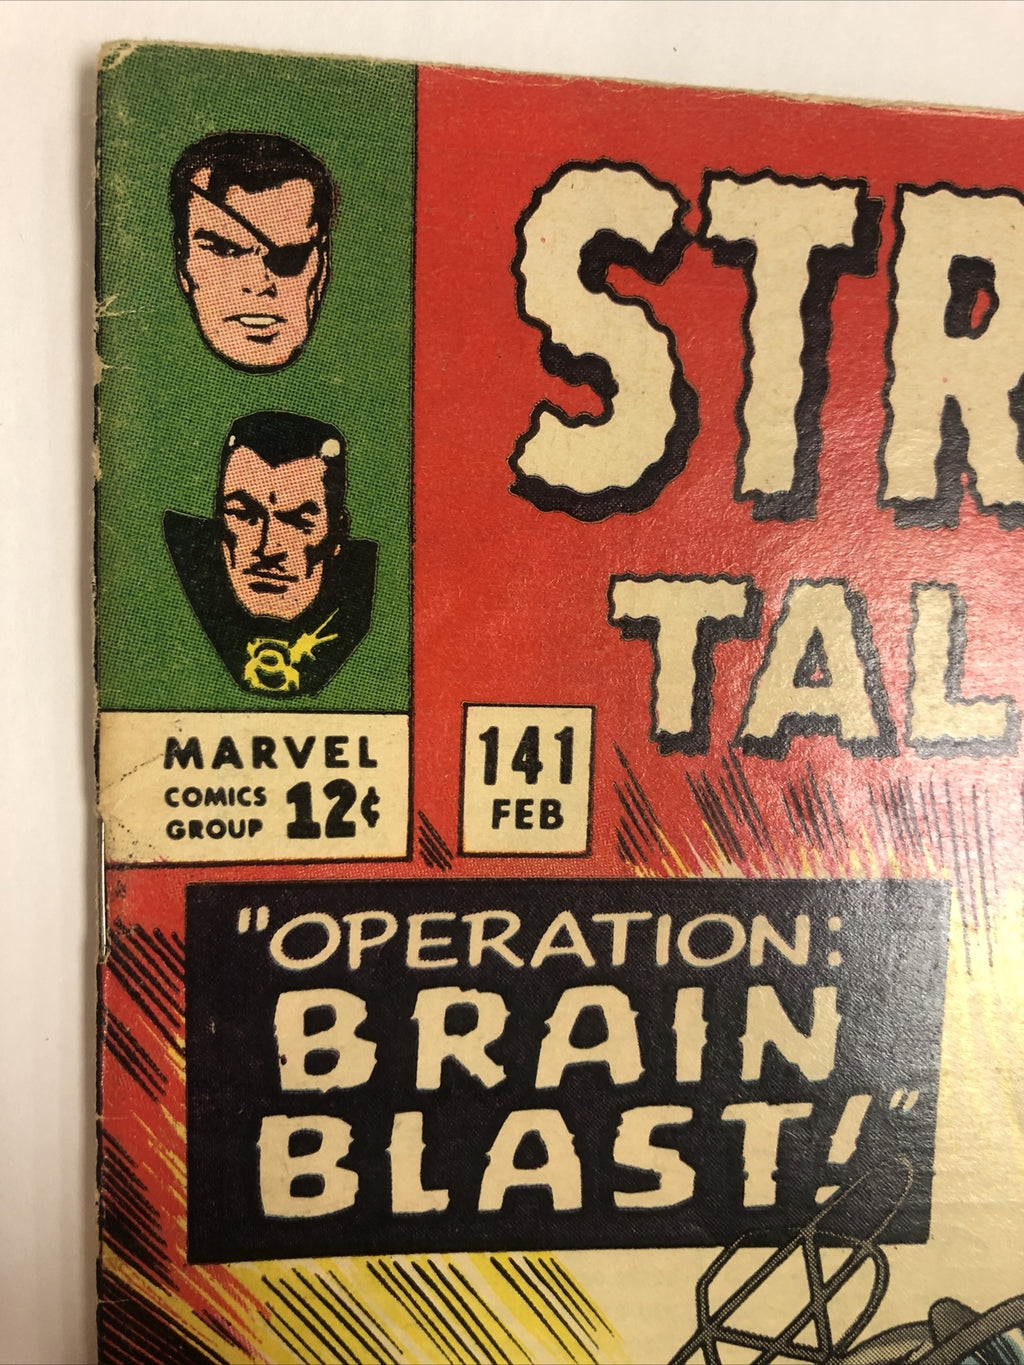 STR
TAL
MARVEL
COMICS
GROUP 12¢
141
FEB
"OPERATION:
BRAIN
BLAST!"